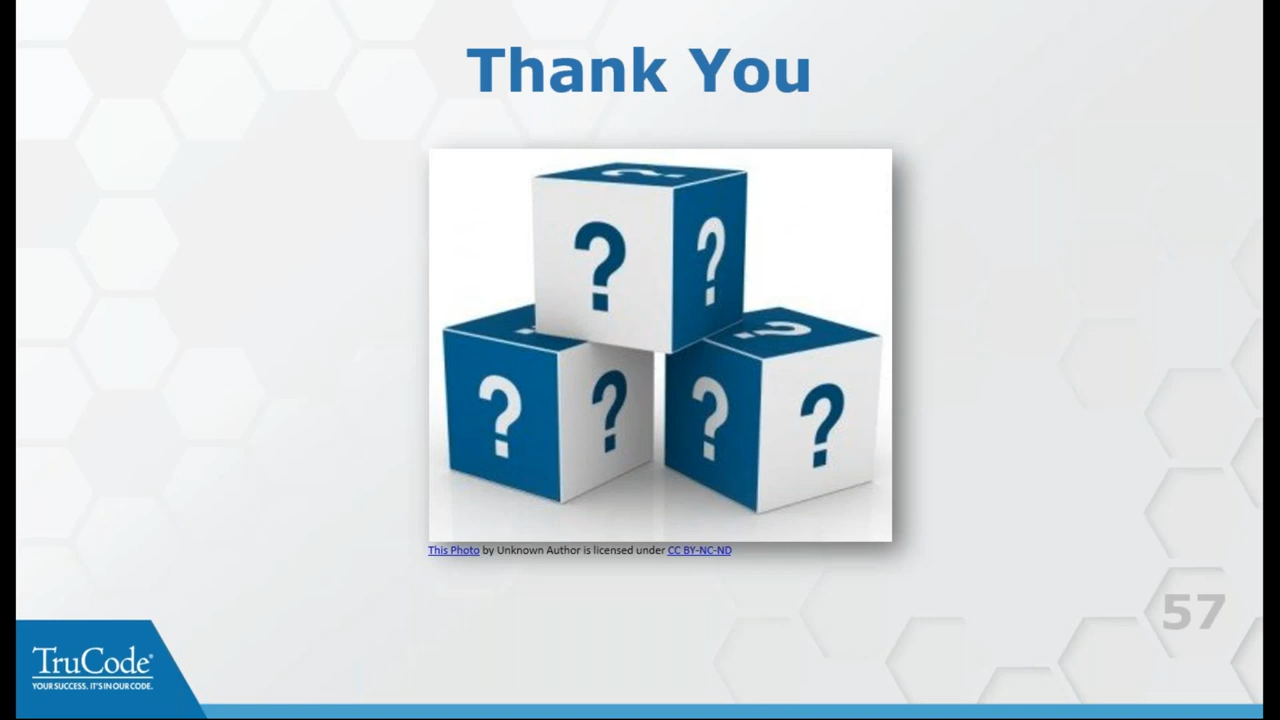 Thank You
?
? ?
? ? ? ?
This Photo by Unknown Author is licensed under CC BY-NC-ND
57
TruCode®
YOUR SUCCESS. IT'S IN OUR CODE.